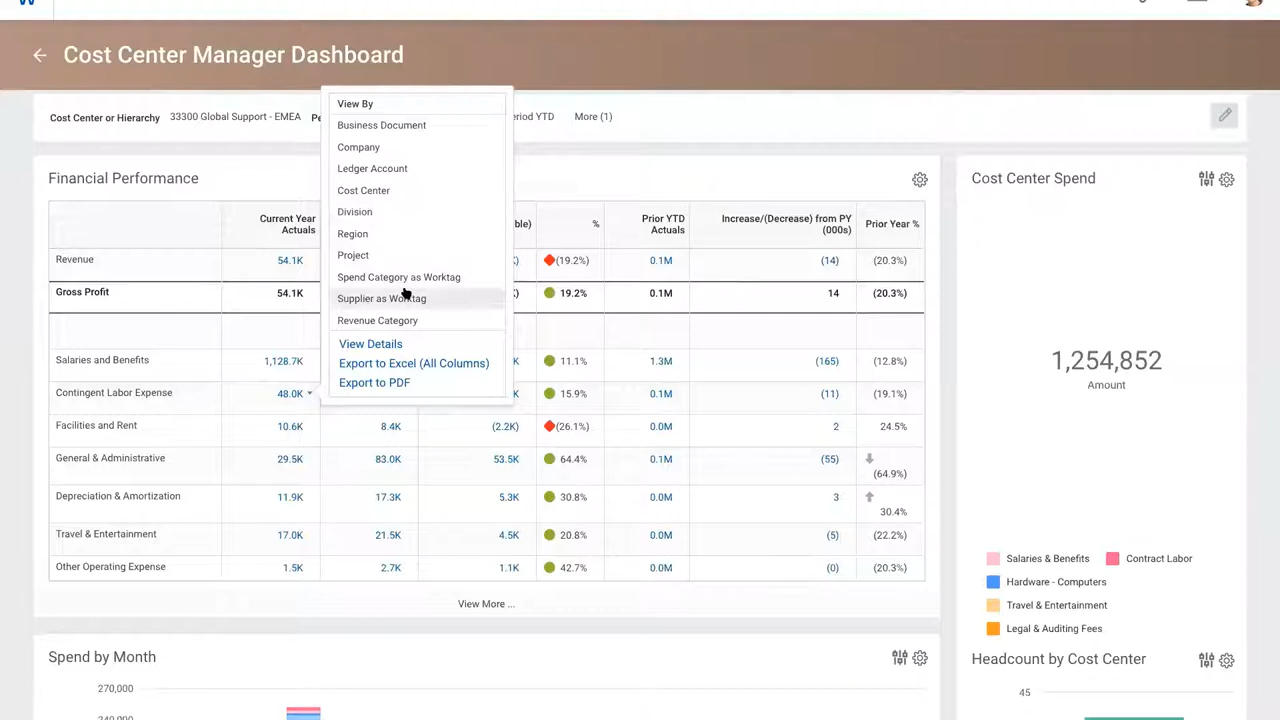 W
Cost Center Manager Dashboard
Cost Center or Hierarchy 33300 Global Support - EMEA Pe
eriod YTD More (1)
View By
Business Document
Company
Ledger Account
Cost Center
Division
Region
Project
Spend Category as Worktag
Supplier as Worktag
Revenue Category
View Details
Export to Excel (All Columns)
Export to PDF
Financial Performance
Current Year Actuals ble) % Prior YTD Actuals Increase/(Decrease) from PY (000s) Prior Year %
Revenue 54.1K ) (19.2%) 0.1M (14) (20.3%)
Gross Profit 54.1K ) 19.2% 0.1M 14 (20.3%)
Salaries and Benefits 1,128.7K K 11.1% 1.3M (165) (12.8%)
Contingent Labor Expense 48.0K K 15.9% 0.1M (11) (19.1%)
Facilities and Rent 10.6K 8.4K (2.2K) (26.1%) 0.0M 2 24.5%
General & Administrative 29.5K 83.0K 53.5K 64.4% 0.1M (55) (64.9%)
Depreciation & Amortization 11.9K 17.3K 5.3K 30.8% 0.0M 3 30.4%
Travel & Entertainment 17.0K 21.5K 4.5K 20.8% 0.0M (5) (22.2%)
Other Operating Expense 1.5K 2.7K 1.1K 42.7% 0.0M (0) (20.3%)
View More ...
Cost Center Spend
1,254,852
Amount
Salaries & Benefits Contract Labor
Hardware - Computers
Travel & Entertainment
Legal & Auditing Fees
Spend by Month
270,000
240,000
Headcount by Cost Center
45